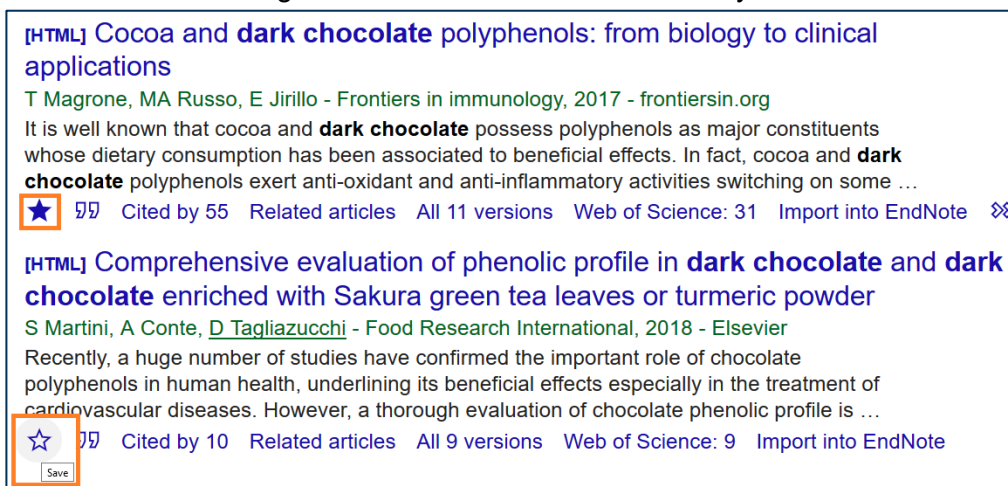 [HTML] Cocoa and dark chocolate polyphenols: from biology to clinical
applications
T Magrone, MA Russo, E Jirillo - Frontiers in immunology, 2017 - frontiersin.org
It is well known that cocoa and dark chocolate possess polyphenols as major constituents
whose dietary consumption has been associated to beneficial effects. In fact, cocoa and dark
chocolate polyphenols exert anti-oxidant and anti-inflammatory activities switching on some …
Cited by 55 Related articles All 11 versions Web of Science: 31 Import into EndNote
[HTML] Comprehensive evaluation of phenolic profile in dark chocolate and dark
chocolate enriched with Sakura green tea leaves or turmeric powder
S Martini, A Conte, D Tagliazucchi - Food Research International, 2018 - Elsevier
Recently, a huge number of studies have confirmed the important role of chocolate
polyphenols in human health, underlining its beneficial effects especially in the treatment of
cardiovascular diseases. However, a thorough evaluation of chocolate phenolic profile is …
Cited by 10 Related articles All 9 versions Web of Science: 9 Import into EndNote
Save